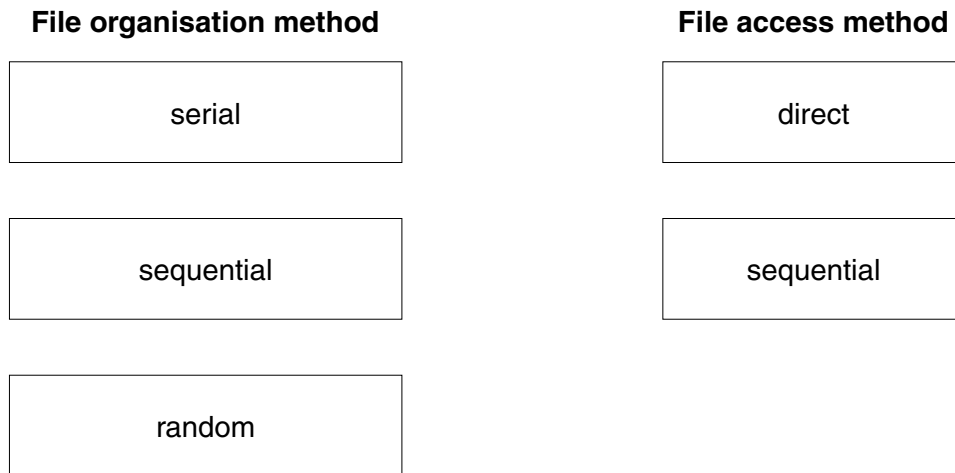 File organisation method
File access method
serial
direct
sequential
sequential
random